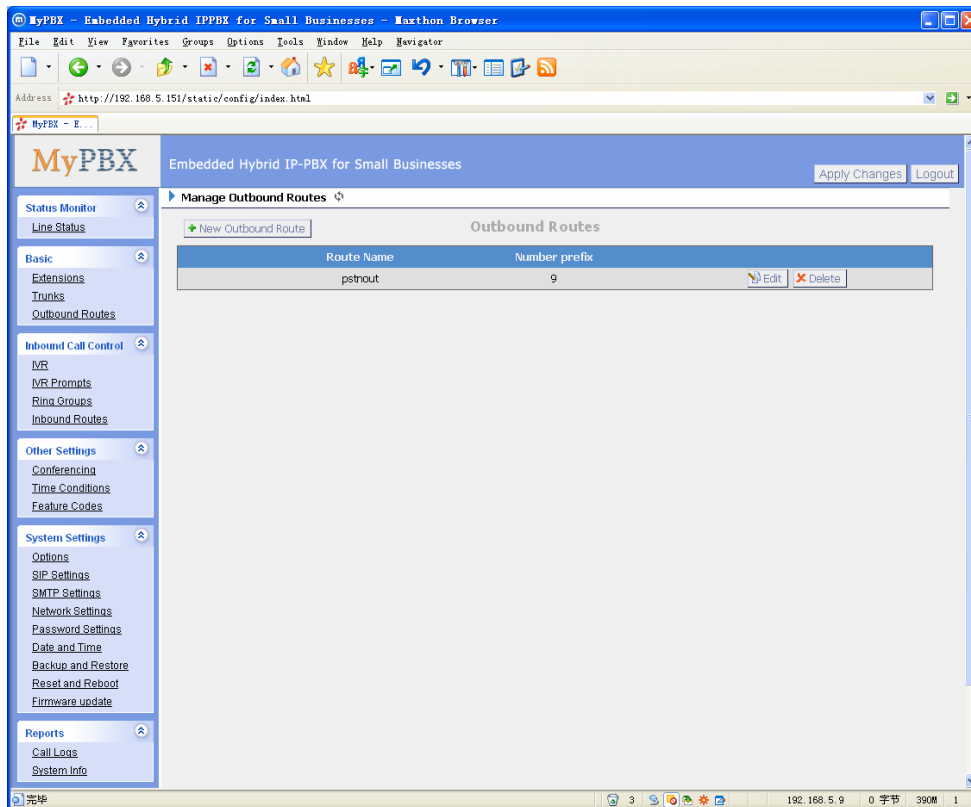 MyPBX - Embedded Hybrid IPPBX for Small Businesses - Maxthon Browser
File Edit View Favorites Groups Options Tools Window Help Navigator
Address http://192.168.5.151/static/config/index.html
MyPBX - E...
MyPBX
Embedded Hybrid IP-PBX for Small Businesses
Apply Changes Logout
Status Monitor
Line Status
Basic
Extensions
Trunks
Outbound Routes
Inbound Call Control
IVR
IVR Prompts
Ring Groups
Inbound Routes
Other Settings
Conferencing
Time Conditions
Feature Codes
System Settings
Options
SIP Settings
SMTP Settings
Network Settings
Password Settings
Date and Time
Backup and Restore
Reset and Reboot
Firmware update
Reports
Call Logs
System Info
Manage Outbound Routes
New Outbound Route Outbound Routes
Route Name Number prefix
pstnout 9 Edit Delete
完毕 3 192.168.5.9 0 字节 390M 1